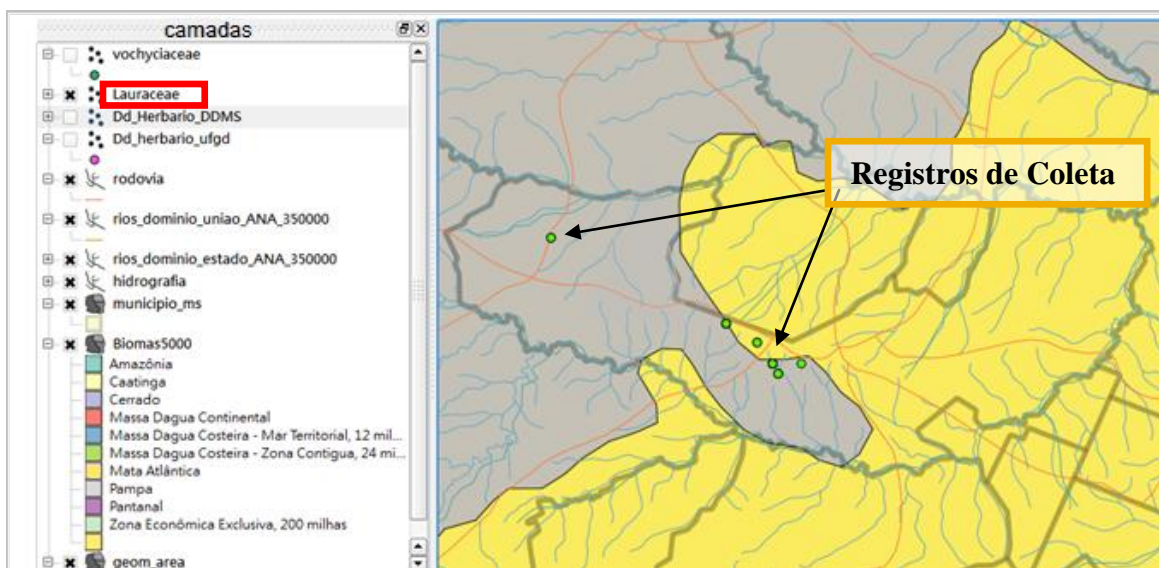 camadas
vochyciaceae
Lauraceae
Dd_Herbario_DDMS
Dd_herbario_ufgd
rodovia
rios_dominio_uniao_ANA_350000
rios_dominio_estado_ANA_350000
hidrografia
municipio_ms
Biomas5000
Amazônia
Caatinga
Cerrado
Massa Dagua Continental
Massa Dagua Costeira - Mar Territorial, 12 mil...
Massa Dagua Costeira - Zona Contigua, 24 mi...
Mata Atlântica
Pampa
Pantanal
Zona Econômica Exclusiva, 200 milhas
geom_area
Registros de Coleta